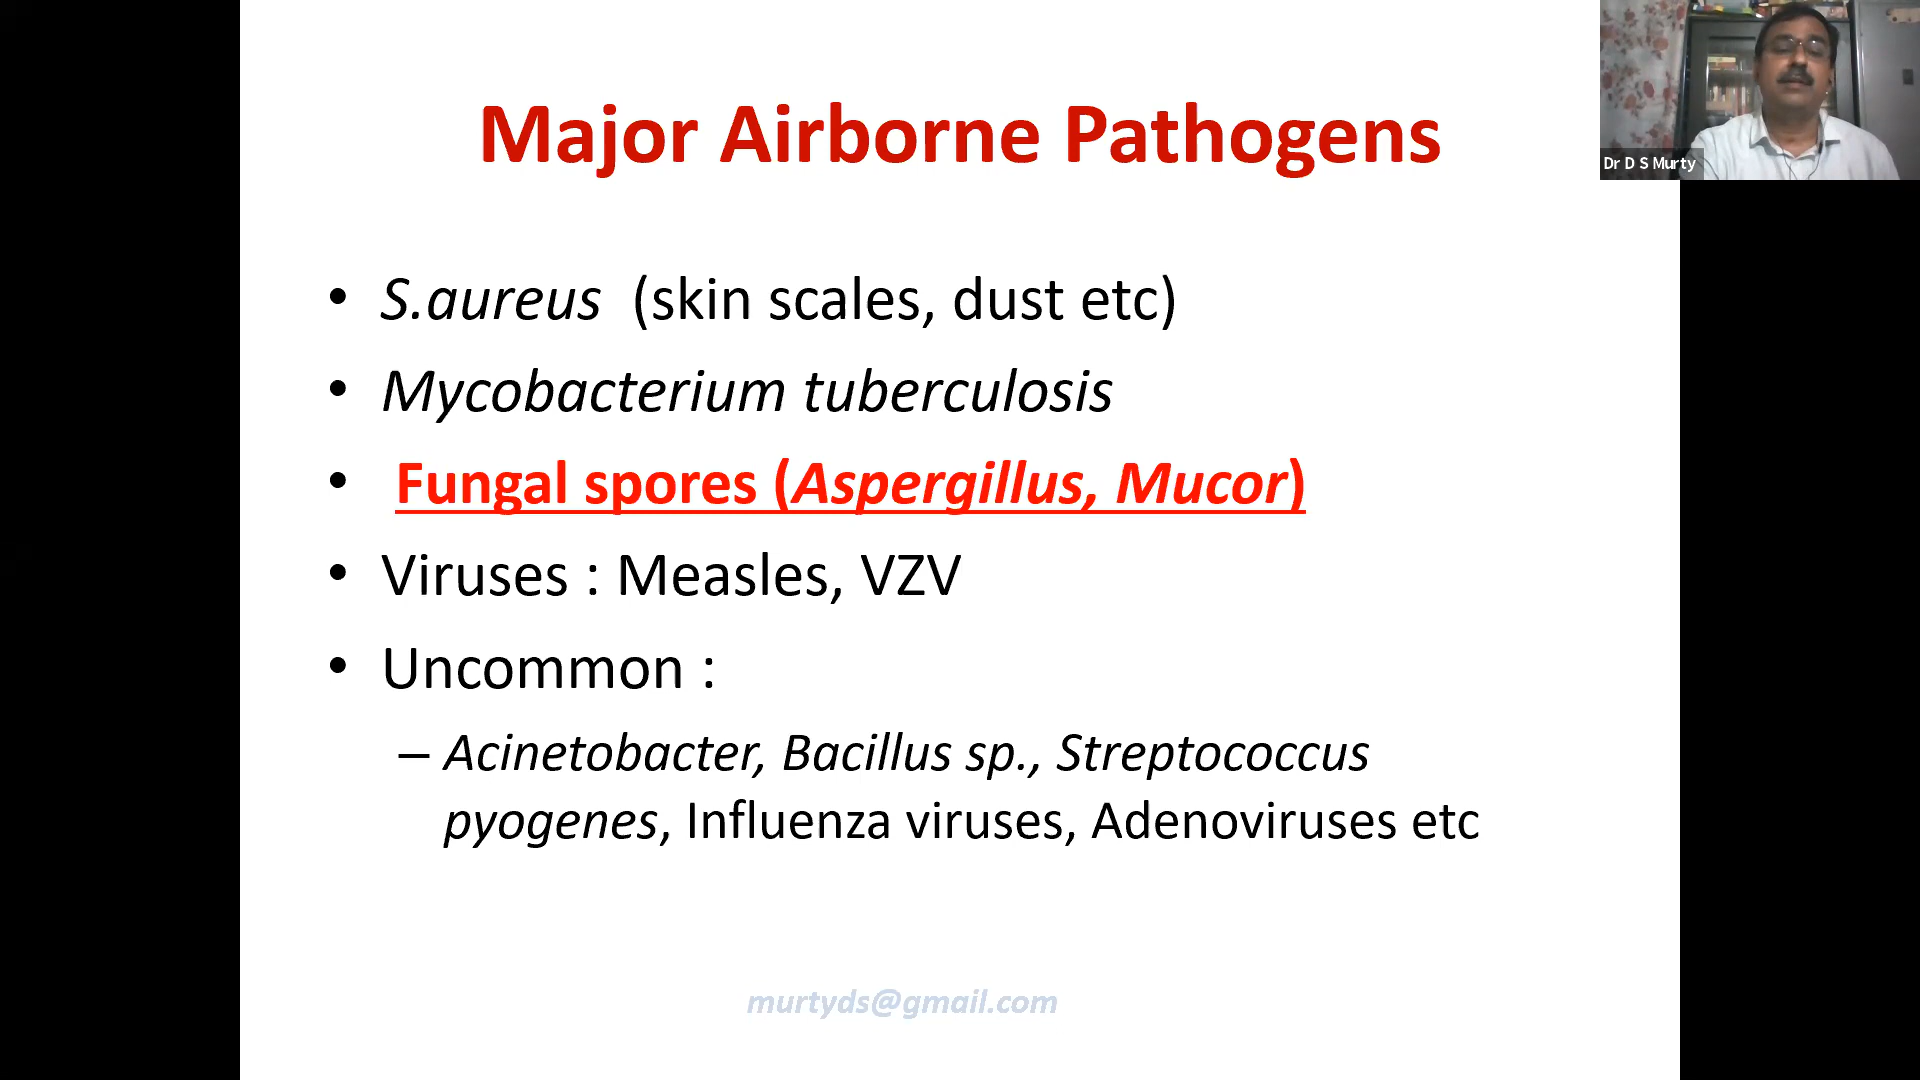 Major Airborne Pathogens
Dr D S Murty
• S.aureus (skin scales, dust etc)
• Mycobacterium tuberculosis
• Fungal spores (Aspergillus, Mucor)
• Viruses : Measles, VZV
• Uncommon :
– Acinetobacter, Bacillus sp., Streptococcus
pyogenes, Influenza viruses, Adenoviruses etc
murtyds@gmail.com